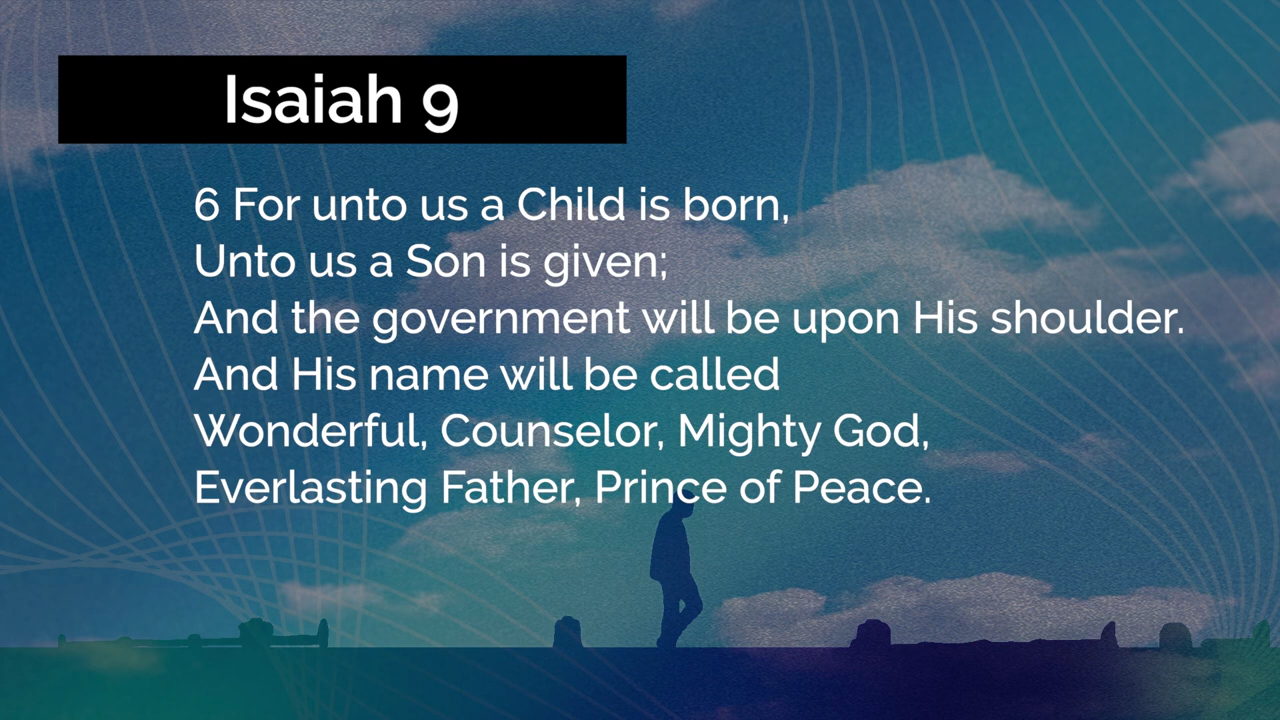 Isaiah 9
6 For unto us a Child is born,
Unto us a Son is given;
And the government will be upon His shoulder.
And His name will be called
Wonderful, Counselor, Mighty God,
Everlasting Father, Prince of Peace.